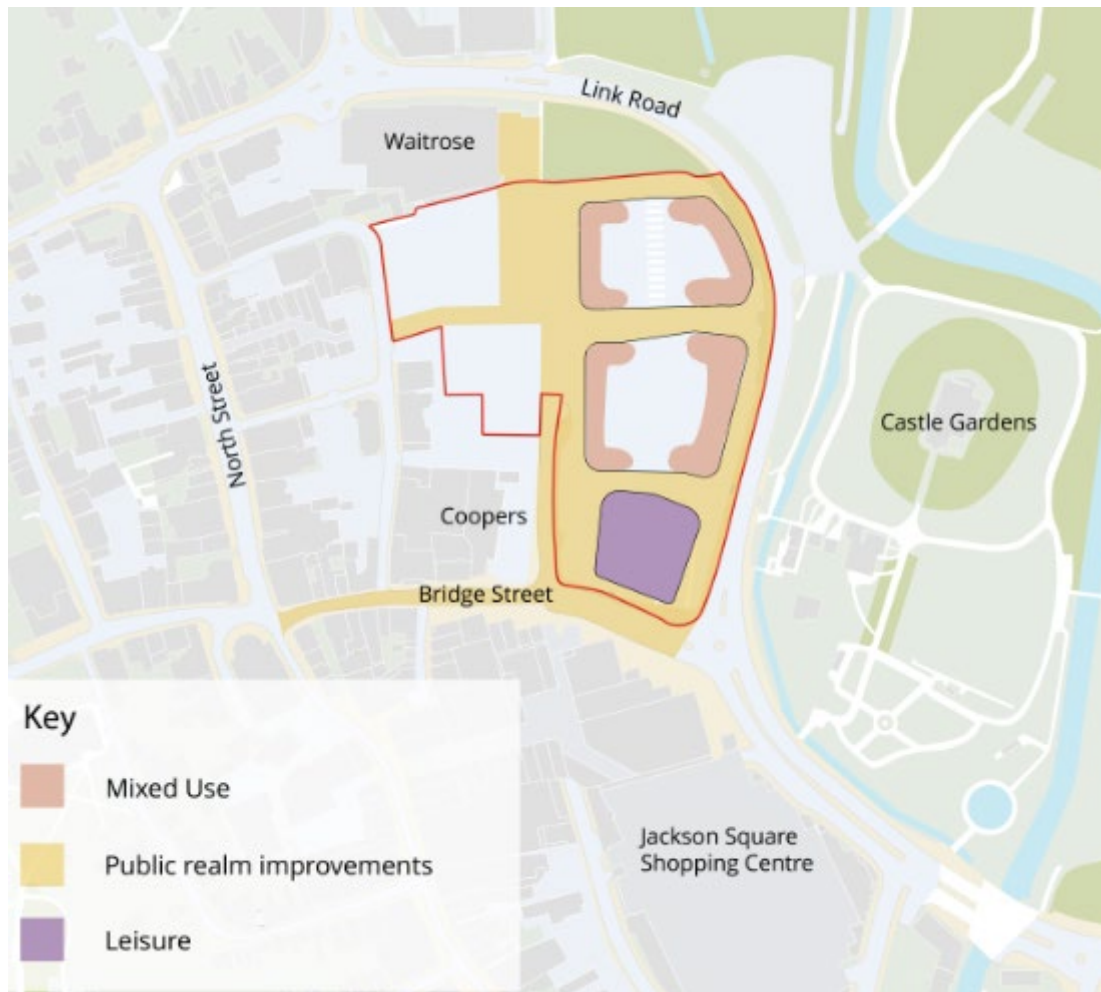 Link Road
Waitrose
North Street
Castle Gardens
Coopers
Bridge Street
Key
Mixed Use
Public realm improvements
Leisure
Jackson Square
Shopping Centre